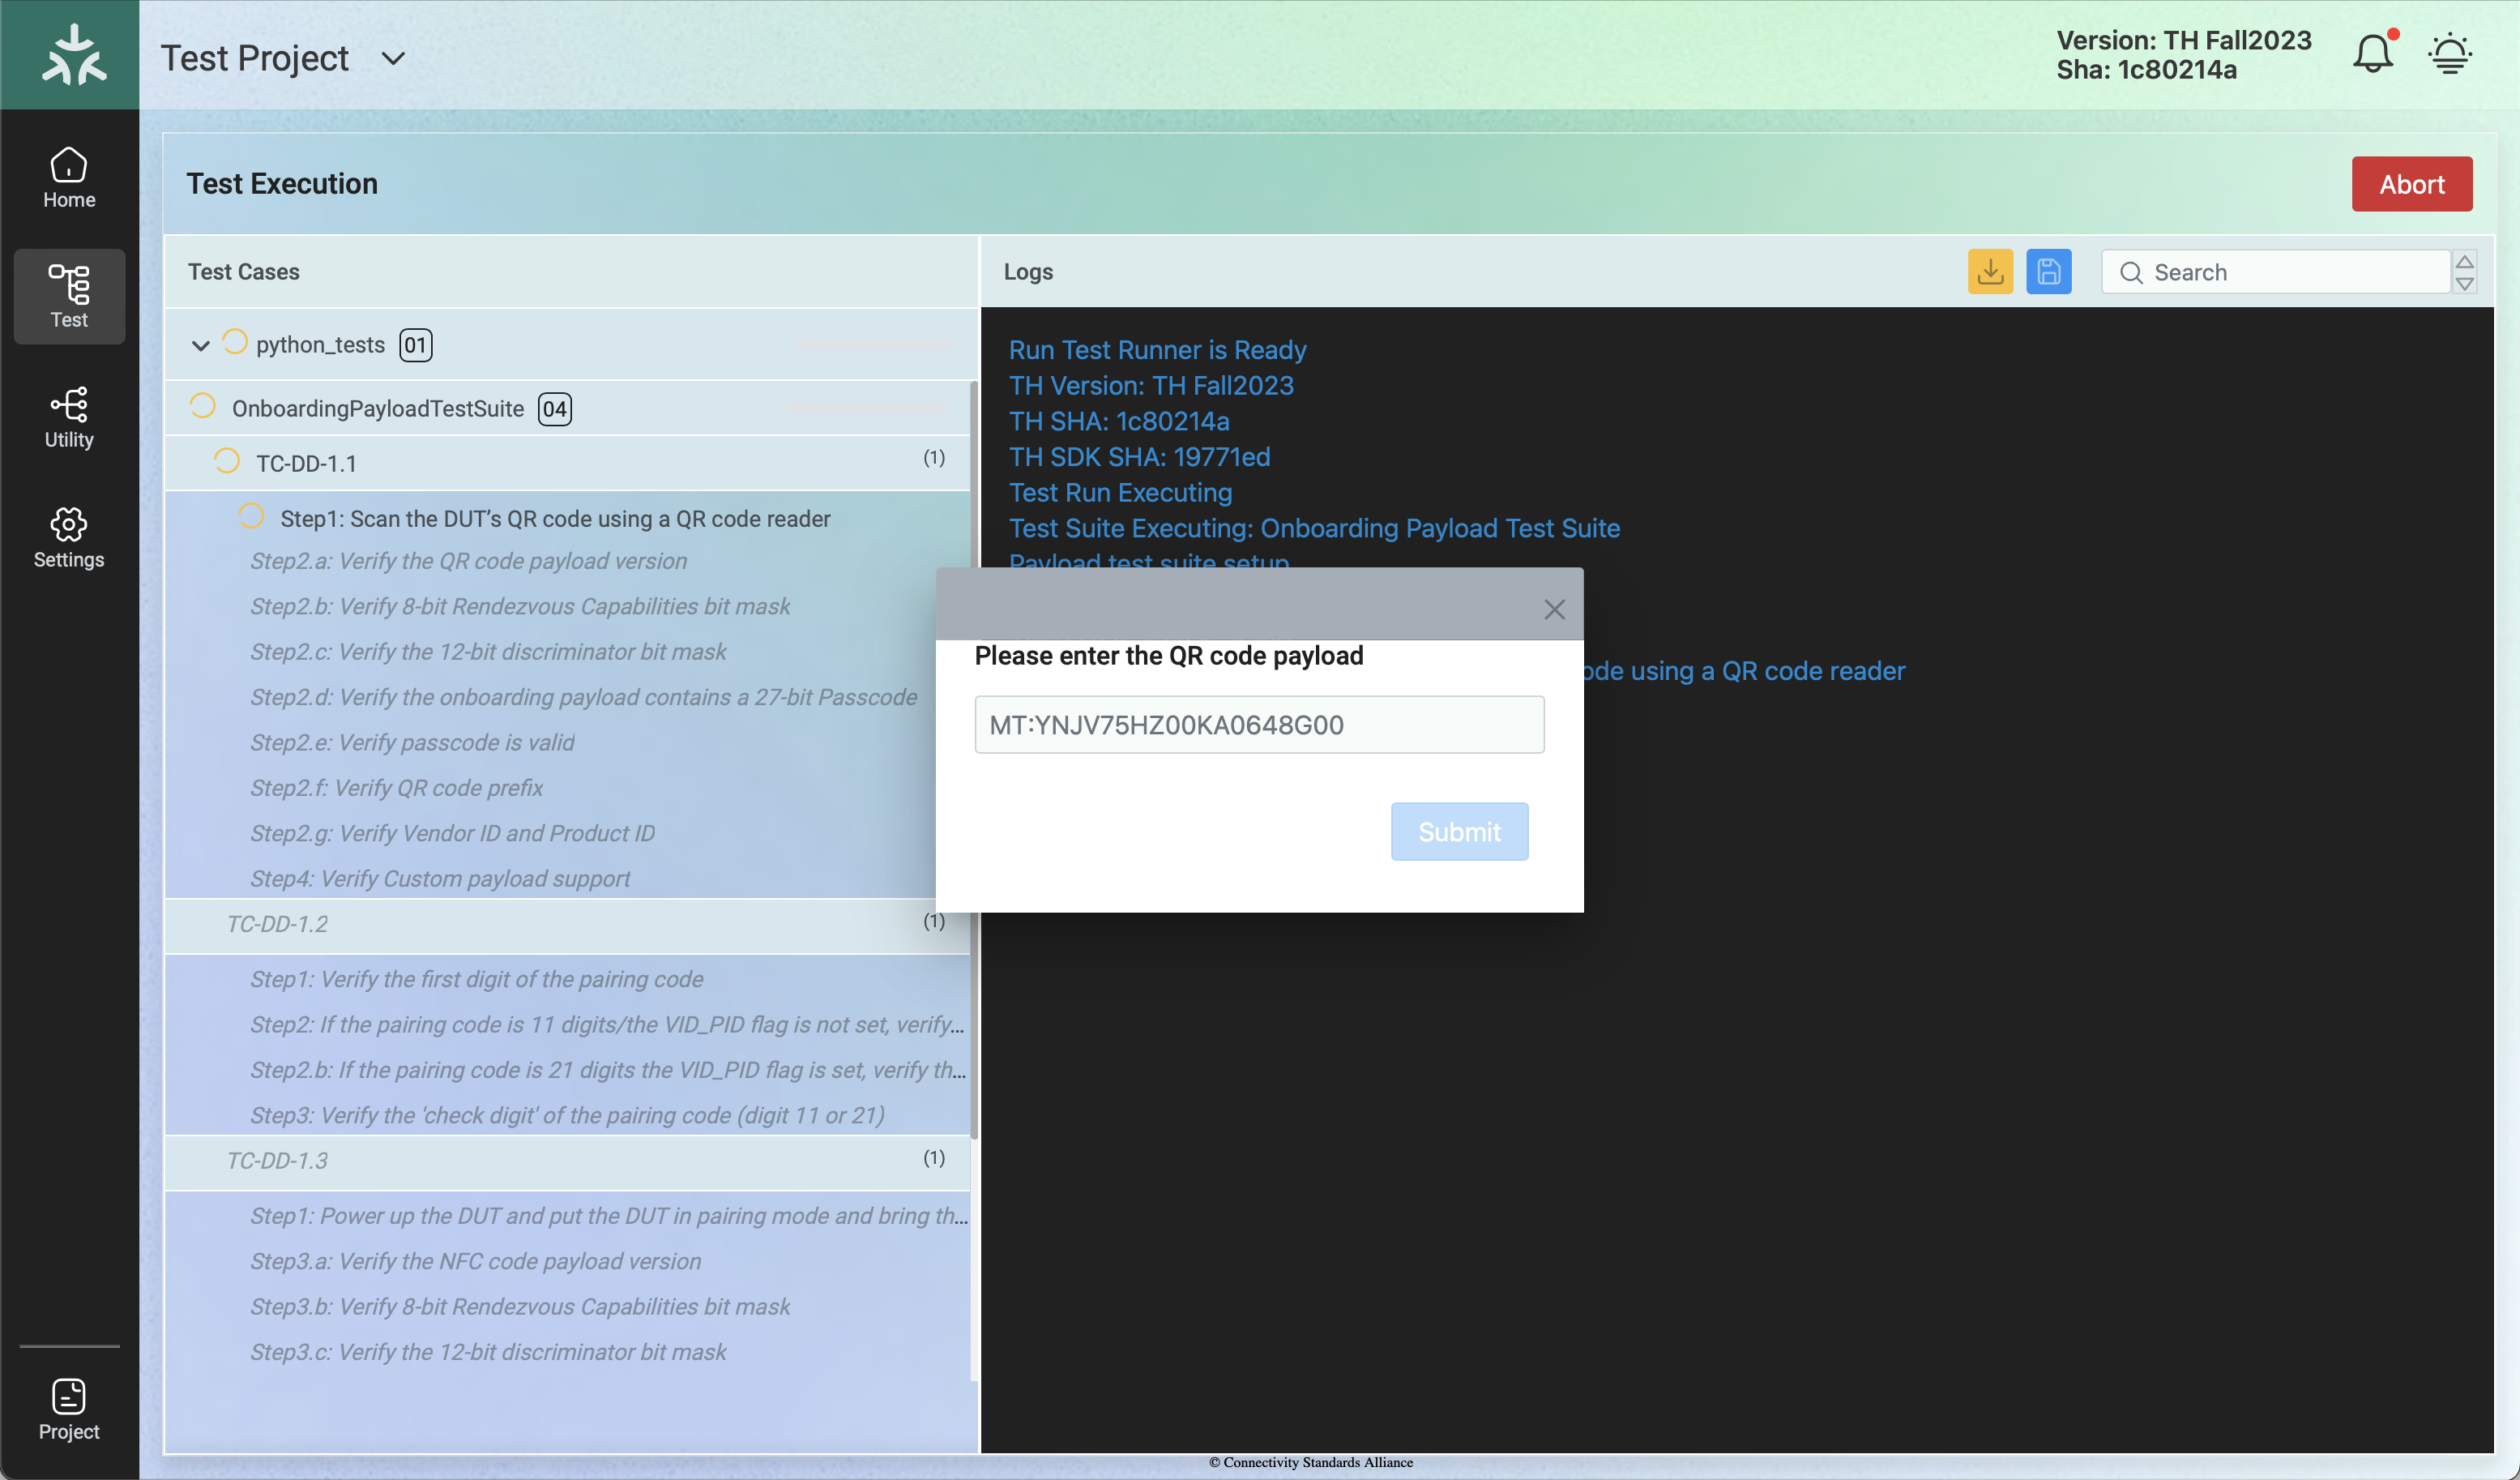 Test Project
Version: TH Fall2023
Sha: 1c80214a
Home
Test
Utility
Settings
Project
Test Execution
Abort
Test Cases
python_tests 01
OnboardingPayloadTestSuite 04
TC-DD-1.1 (1)
Step1: Scan the DUT’s QR code using a QR code reader
Step2.a: Verify the QR code payload version
Step2.b: Verify 8-bit Rendezvous Capabilities bit mask
Step2.c: Verify the 12-bit discriminator bit mask
Step2.d: Verify the onboarding payload contains a 27-bit Passcode
Step2.e: Verify passcode is valid
Step2.f: Verify QR code prefix
Step2.g: Verify Vendor ID and Product ID
Step4: Verify Custom payload support
TC-DD-1.2 (1)
Step1: Verify the first digit of the pairing code
Step2: If the pairing code is 11 digits/the VID_PID flag is not set, verify...
Step2.b: If the pairing code is 21 digits the VID_PID flag is set, verify th...
Step3: Verify the 'check digit' of the pairing code (digit 11 or 21)
TC-DD-1.3 (1)
Step1: Power up the DUT and put the DUT in pairing mode and bring th...
Step3.a: Verify the NFC code payload version
Step3.b: Verify 8-bit Rendezvous Capabilities bit mask
Step3.c: Verify the 12-bit discriminator bit mask
Logs
Search
Run Test Runner is Ready
TH Version: TH Fall2023
TH SHA: 1c80214a
TH SDK SHA: 19771ed
Test Run Executing
Test Suite Executing: Onboarding Payload Test Suite
Payload test suite setup
using a QR code reader
Please enter the QR code payload
MT:YNJV75HZ00KA0648G00
Submit
© Connectivity Standards Alliance